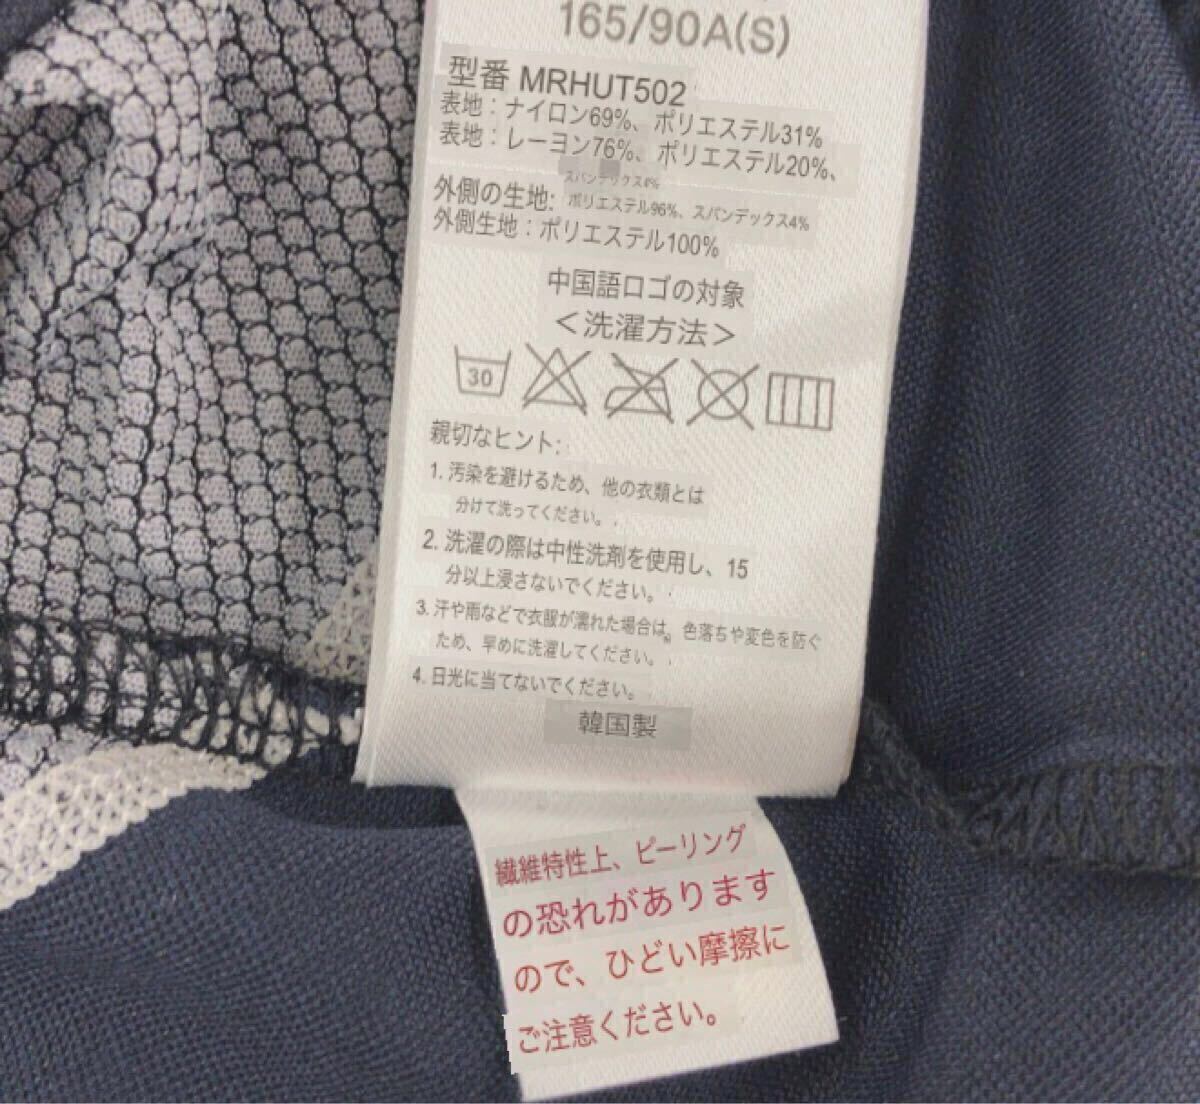 165/90A(S)
型番 MRHUT502
表地：ナイロン69%、ポリエステル31%
表地：レーヨン76%、ポリエステル20%、
スパンデックス4%
外側の生地: ポリエステル96%、スパンデックス4%
外側生地：ポリエステル100%
中国語ロゴの対象
＜洗濯方法＞
30
親切なヒント:
1. 汚染を避けるため、他の衣類とは
分けて洗ってください。
2. 洗濯の際は中性洗剤を使用し、15
分以上浸さないでください。
3. 汗や雨などで衣服が濡れた場合は。色落ちや変色を防ぐ
ため、早めに洗濯してください。
4. 日光に当てないでください。
韓国製
繊維特性上、ピーリング
の恐れがあります
ので、ひどい摩擦に
ご注意ください。